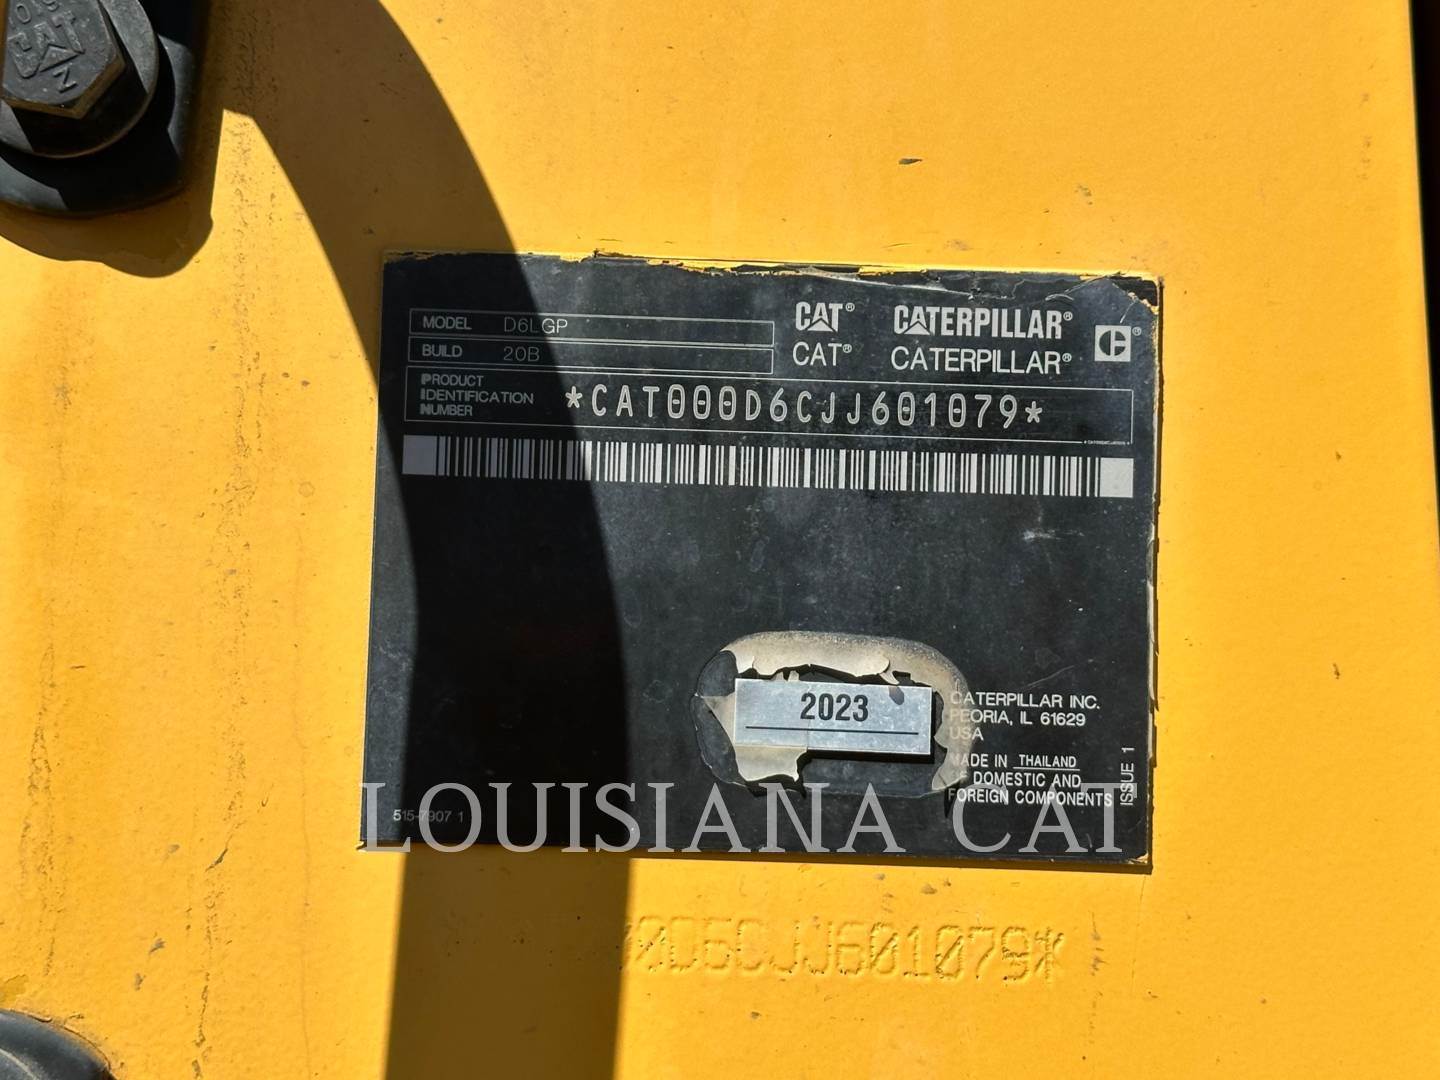 MODEL D6LGP
BUILD 20B
CAT® CATERPILLAR®
CAT® CATERPILLAR®
PRODUCT
IDENTIFICATION
NUMBER
*CAT000D6CJJ601079*
2023
CATERPILLAR INC.
PEORIA, IL 61629
USA
MADE IN THAILAND
OF DOMESTIC AND
FOREIGN COMPONENTS
ISSUE 1
515-7907 1
LOUISIANA CAT
0D6CJJ601079*